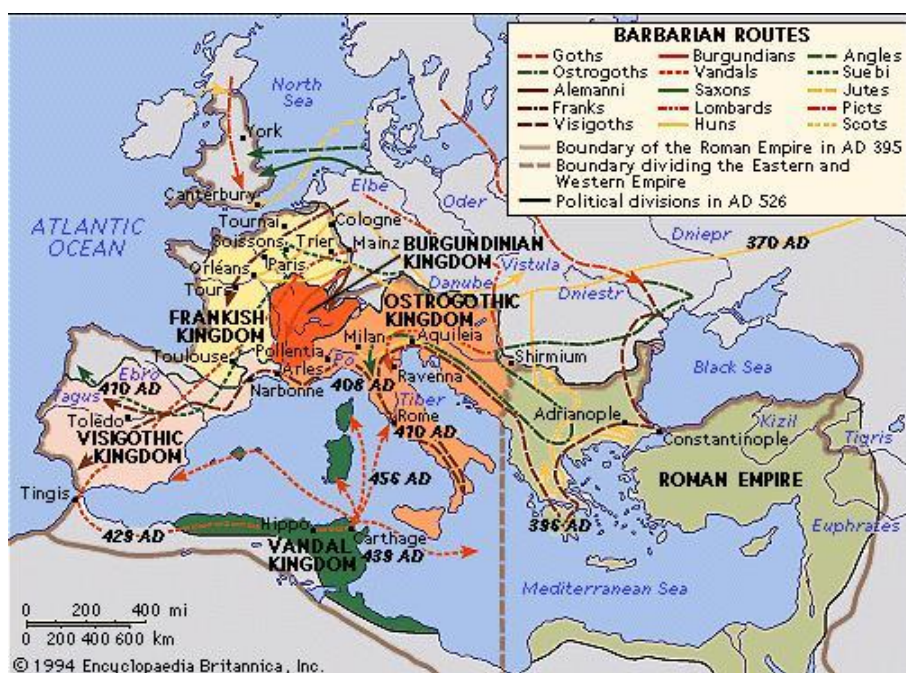 BARBARIAN ROUTES
Goths
Ostrogoths
Alemanni
Franks
Visigoths
Burgundians
Vandals
Saxons
Lombards
Huns
Angles
Suebi
Jutes
Picts
Scots
Boundary of the Roman Empire in AD 395
Boundary dividing the Eastern and
Western Empire
Political divisions in AD 526
North
Sea
York
Canterbury
Elbe
Oder
Dniepr
370 AD
ATLANTIC
OCEAN
Tournai
Cologne
Soissons
Trier
Mainz
Paris
Orléans
Tours
BURGUNDINIAN
KINGDOM
Vistula
Danube
Dniestr
FRANKISH
KINGDOM
OSTROGOTHIC
KINGDOM
Milan
Aquileia
Toulouse
Pollentia
Po
Shirmium
Arles
Narbonne
408 AD
Ravenna
Black Sea
Ebro
410 AD
Tagus
Toledo
Tiber
Rome
410 AD
Adrianople
Constantinople
Kizil
Tigris
VISIGOTHIC
KINGDOM
ROMAN EMPIRE
456 AD
Tingis
429 AD
Hippo
Carthage
VANDAL
KINGDOM
439 AD
396 AD
Euphrates
Mediterranean Sea
0 200 400 mi
0 200 400 600 km
© 1994 Encyclopaedia Britannica, Inc.